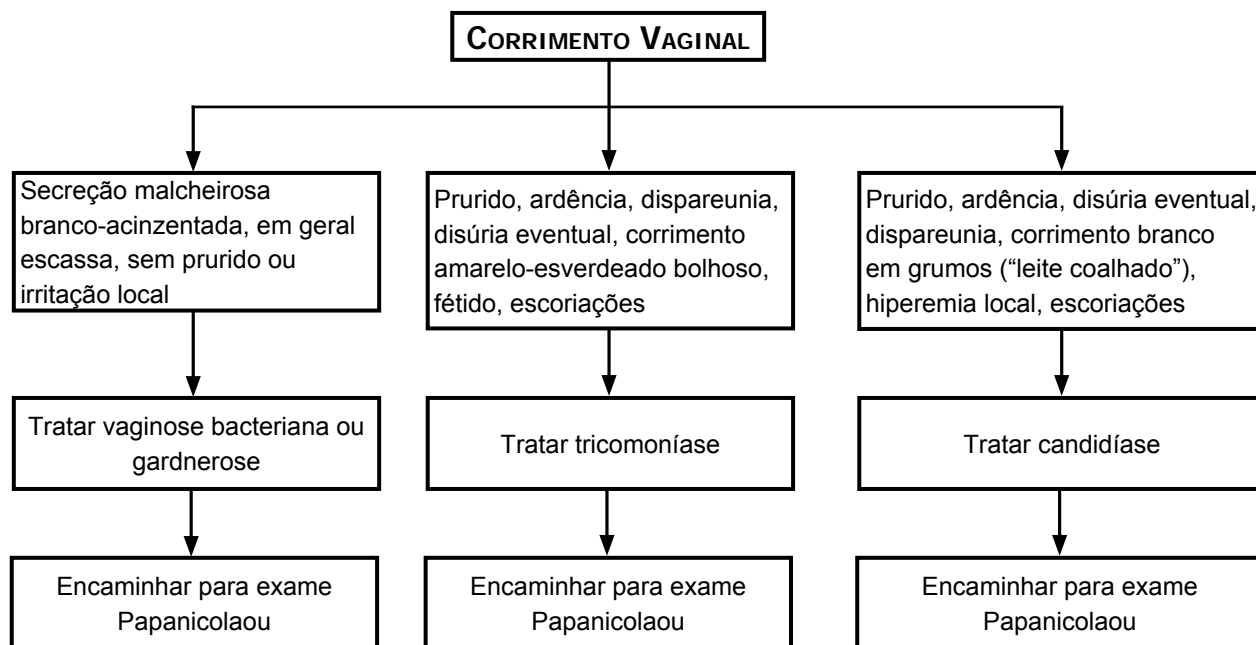 CORRIMENTO VAGINAL
Secreção malcheirosa
branco-acinzentada, em geral
escassa, sem prurido ou
irritação local
Prurido, ardência, dispareunia,
disúria eventual, corrimento
amarelo-esverdeado bolhoso,
fétido, escoriações
Prurido, ardência, disúria eventual,
dispareunia, corrimento branco
em grumos (“leite coalhado”),
hiperemia local, escoriações
Tratar vaginose bacteriana ou
gardnerose
Tratar tricomoníase
Tratar candidíase
Encaminhar para exame
Papanicolaou
Encaminhar para exame
Papanicolaou
Encaminhar para exame
Papanicolaou